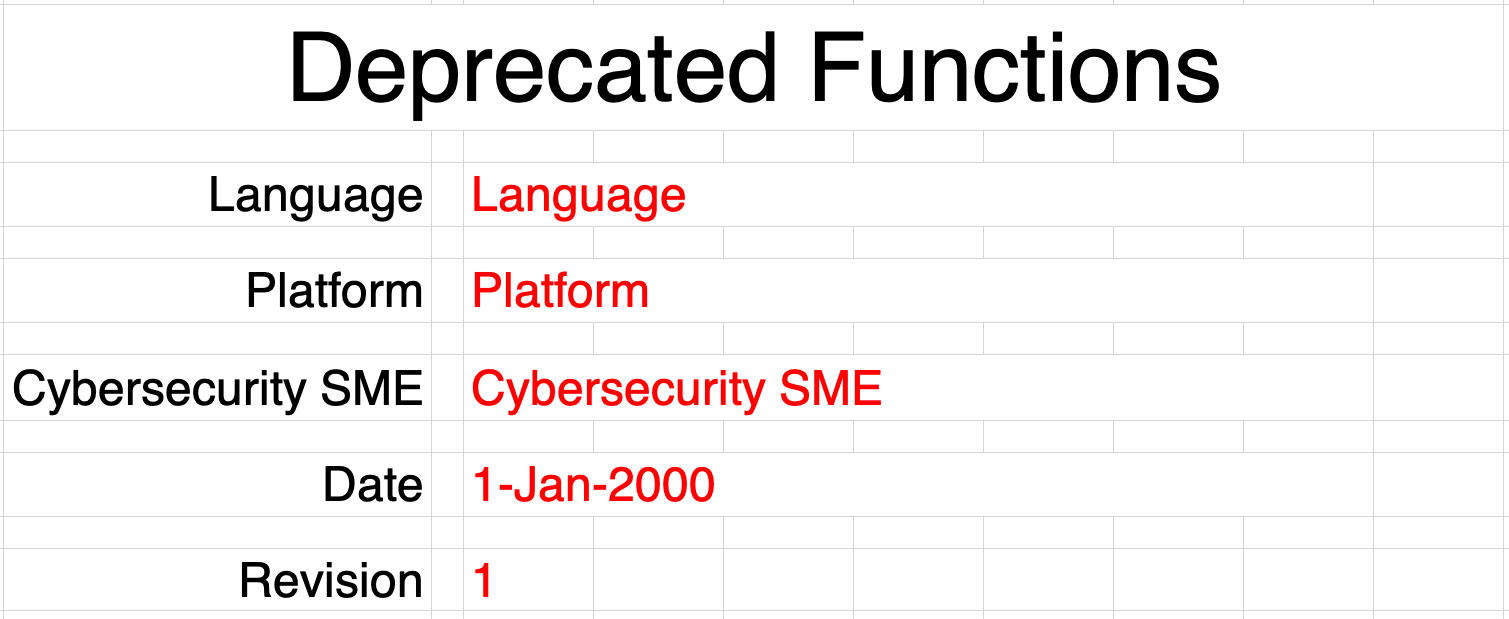 Deprecated Functions
Language Language
Platform Platform
Cybersecurity SME Cybersecurity SME
Date 1-Jan-2000
Revision 1